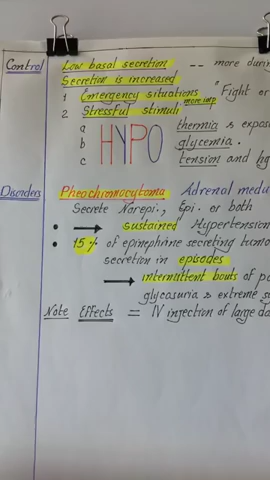 Control Low basal secretion -- more durin
Secretion is increased
1 Emergency situations "Fight or
more imp
2 Stressful stimuli
a thermia & expos
b HYPO glycemia.
c tension and hy
Disorders Pheochromocytoma Adrenal medu
Secrete Norepi., Epi. or both
• → sustained Hypertension
• 15% of epinephrine secreting tumo
secretion in episodes
→ intermittent bouts of pa
glycosuria & extreme s
Note Effects = IV injection of large do